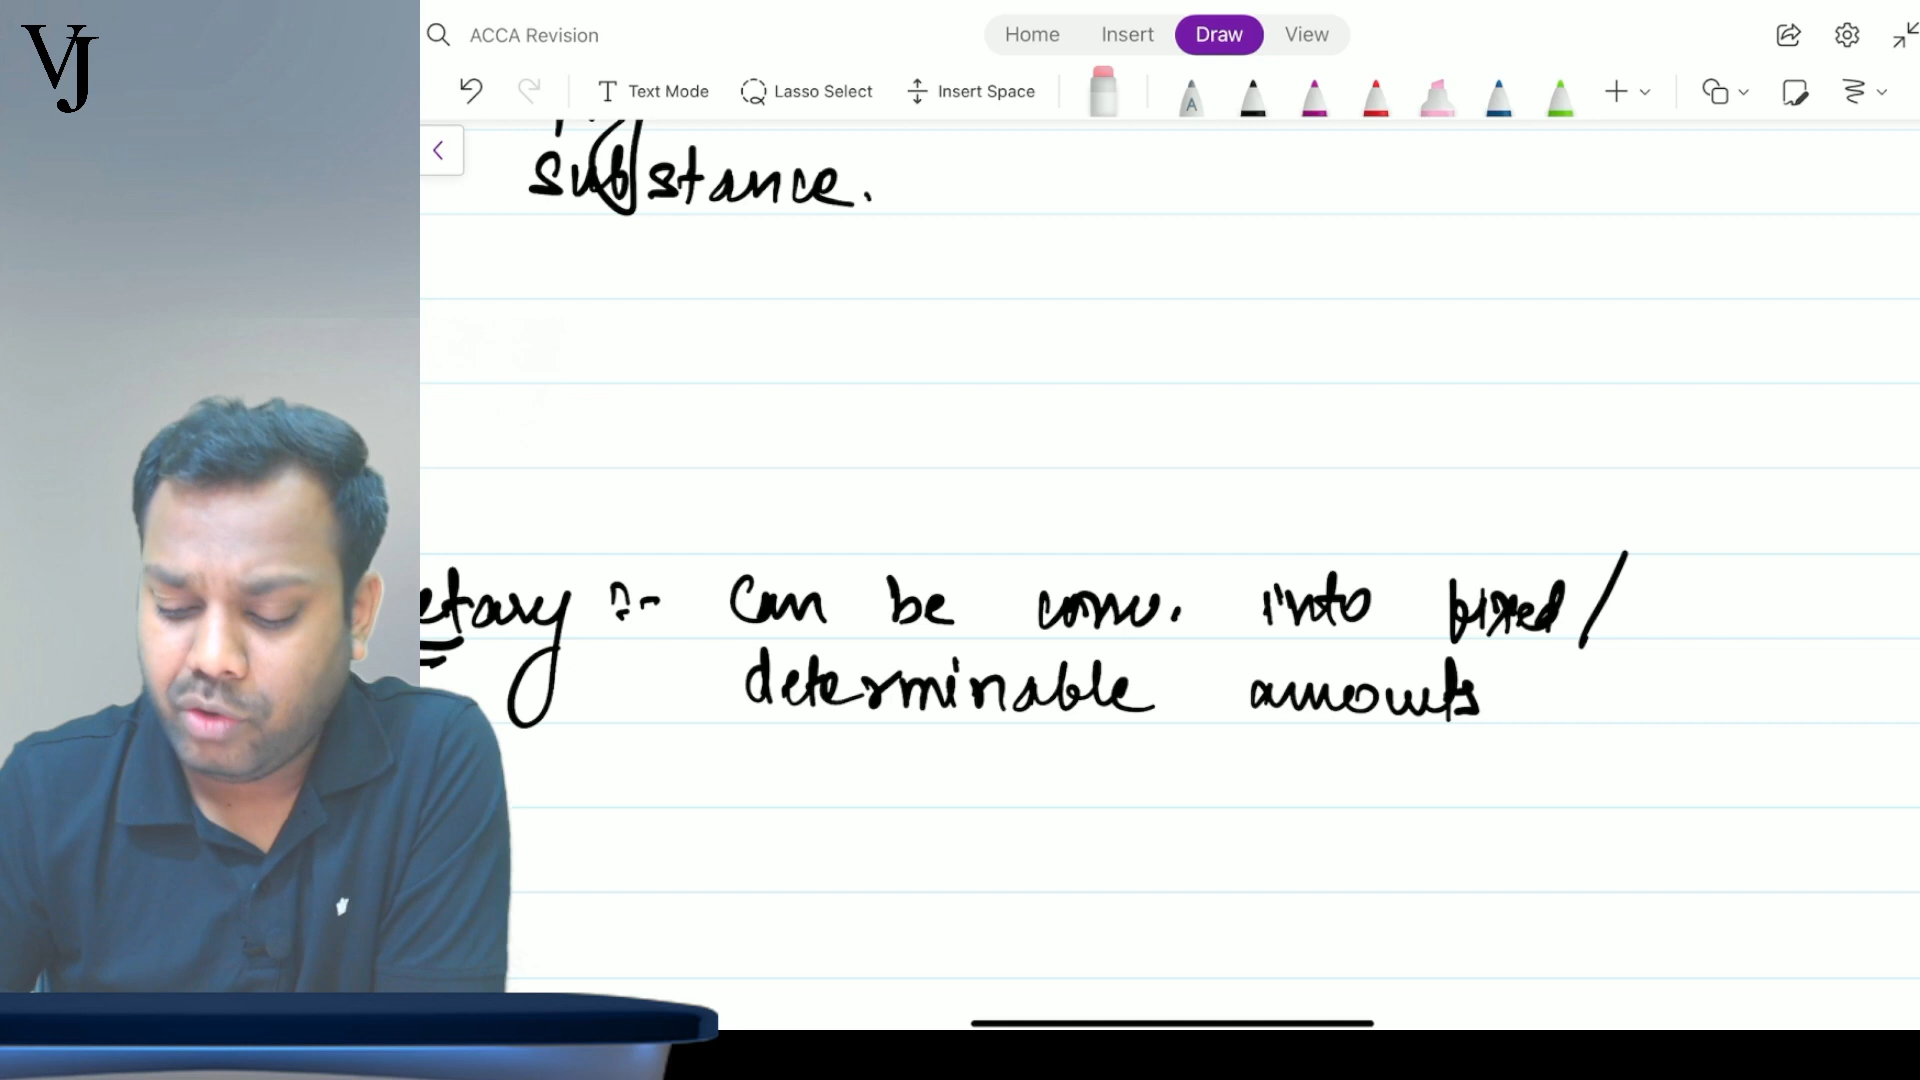 VJ
ACCA Revision
Home Insert Draw View
Text Mode Lasso Select Insert Space
A
substance.
etary :- Can be conv. into fixed/
determinable amounts